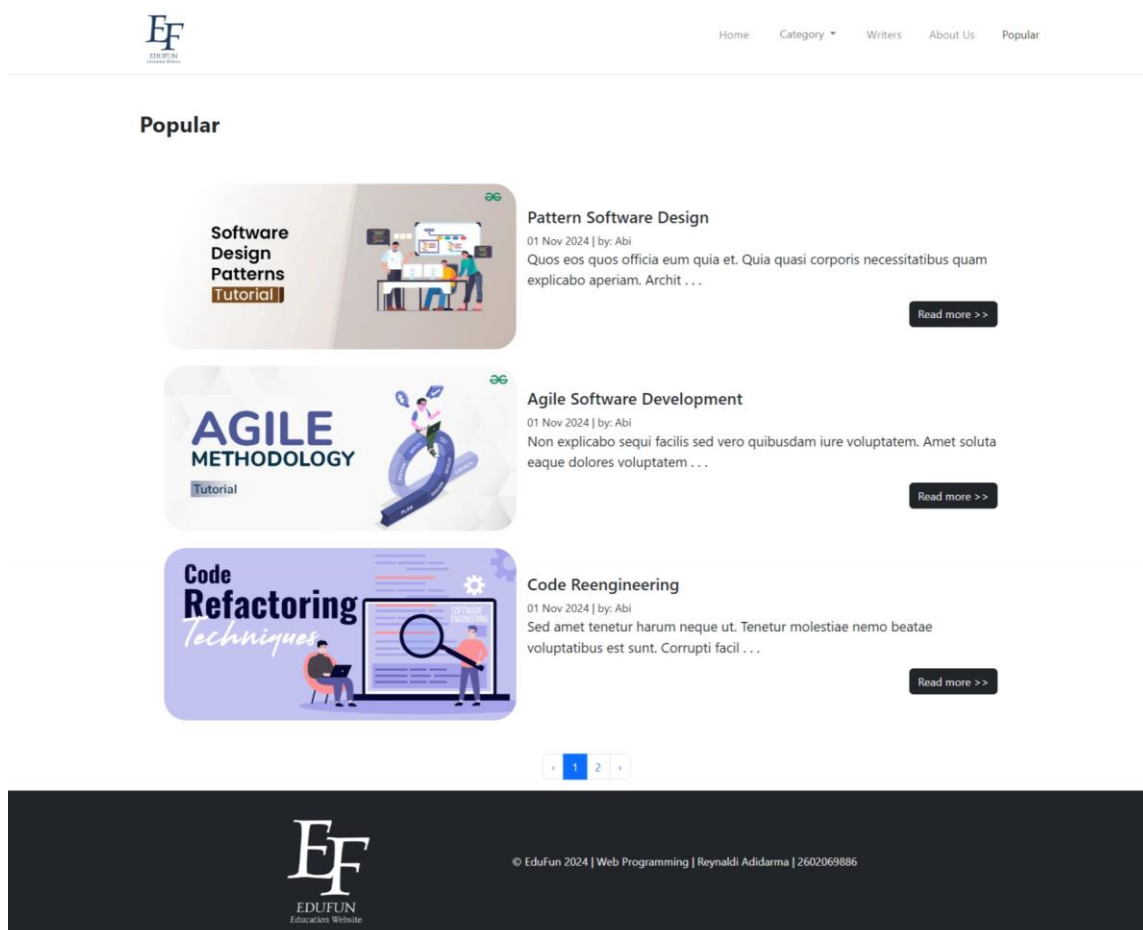 EF
EDUFUN
Education Website
Home Category Writers About Us Popular
Popular
Software
Design
Patterns
Tutorial
Pattern Software Design
01 Nov 2024 | by: Abi
Quos eos quos officia eum quia et. Quia quasi corporis necessitatibus quam
explicabo aperiam. Archit . . .
Read more >>
AGILE
METHODOLOGY
Tutorial
PLAN
Agile Software Development
01 Nov 2024 | by: Abi
Non explicabo sequi facilis sed vero quibusdam iure voluptatem. Amet soluta
eaque dolores voluptatem . . .
Read more >>
Code
Refactoring
Techniques
SOFTWARE
ENGINEERING
Code Reengineering
01 Nov 2024 | by: Abi
Sed amet tenetur harum neque ut. Tenetur molestiae nemo beatae
voluptatibus est sunt. Corrupti facil . . .
Read more >>
‹ 1 2 ›
EF
EDUFUN
Education Website
© EduFun 2024 | Web Programming | Reynaldi Adidarma | 2602069886